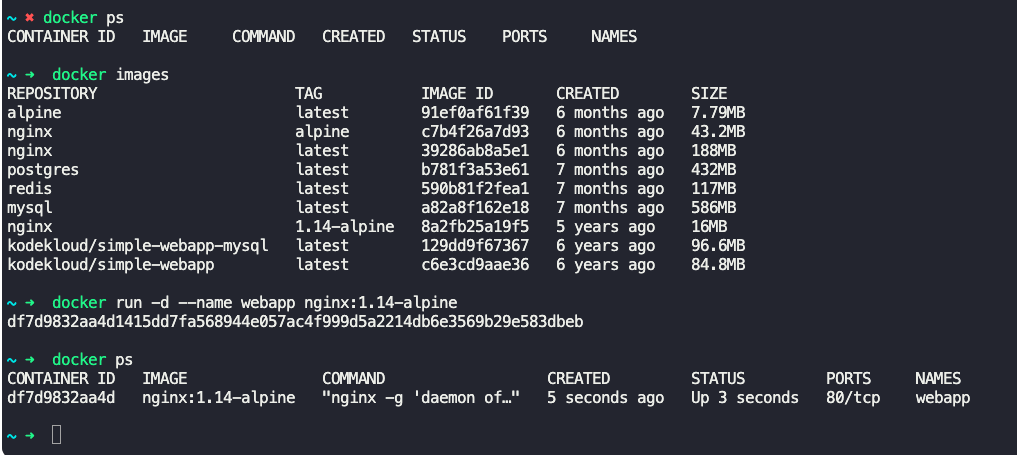 ~ ✖ docker ps
CONTAINER ID   IMAGE     COMMAND   CREATED   STATUS    PORTS     NAMES
~ ➜  docker images
REPOSITORY                      TAG           IMAGE ID       CREATED        SIZE
alpine                          latest        91ef0af61f39   6 months ago   7.79MB
nginx                           alpine        c7b4f26a7d93   6 months ago   43.2MB
nginx                           latest        39286ab8a5e1   6 months ago   188MB
postgres                        latest        b781f3a53e61   7 months ago   432MB
redis                           latest        590b81f2fea1   7 months ago   117MB
mysql                           latest        a82a8f162e18   7 months ago   586MB
nginx                           1.14-alpine   8a2fb25a19f5   5 years ago    16MB
kodekloud/simple-webapp-mysql   latest        129dd9f67367   6 years ago    96.6MB
kodekloud/simple-webapp         latest        c6e3cd9aae36   6 years ago    84.8MB
~ ➜  docker run -d --name webapp nginx:1.14-alpine
df7d9832aa4d1415dd7fa568944e057ac4f999d5a2214db6e3569b29e583dbeb
~ ➜  docker ps
CONTAINER ID   IMAGE               COMMAND                  CREATED         STATUS         PORTS     NAMES
df7d9832aa4d   nginx:1.14-alpine   "nginx -g 'daemon of…"   5 seconds ago   Up 3 seconds   80/tcp    webapp
~ ➜